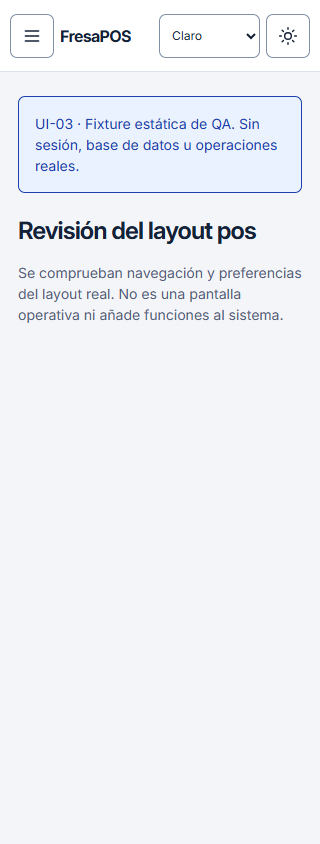 FresaPOS
Claro
UI-03 · Fixture estática de QA. Sin
sesión, base de datos u operaciones
reales.
Revisión del layout pos
Se comprueban navegación y preferencias
del layout real. No es una pantalla
operativa ni añade funciones al sistema.